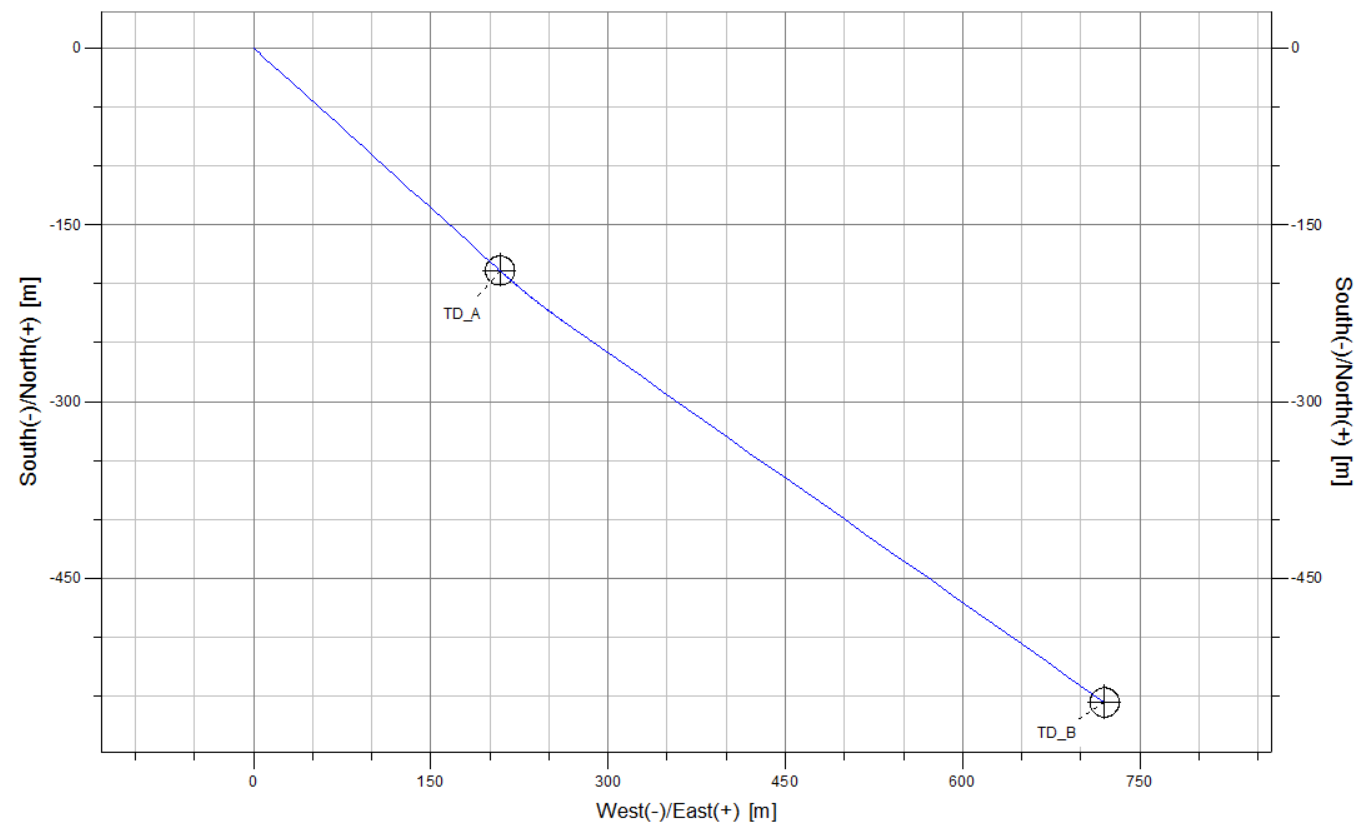 0
0
-150
-150
TD_A
South(-)/North(+) [m]
South(-)/North(+) [m]
-300
-300
-450
-450
TD_B
0
150
300
450
600
750
West(-)/East(+) [m]